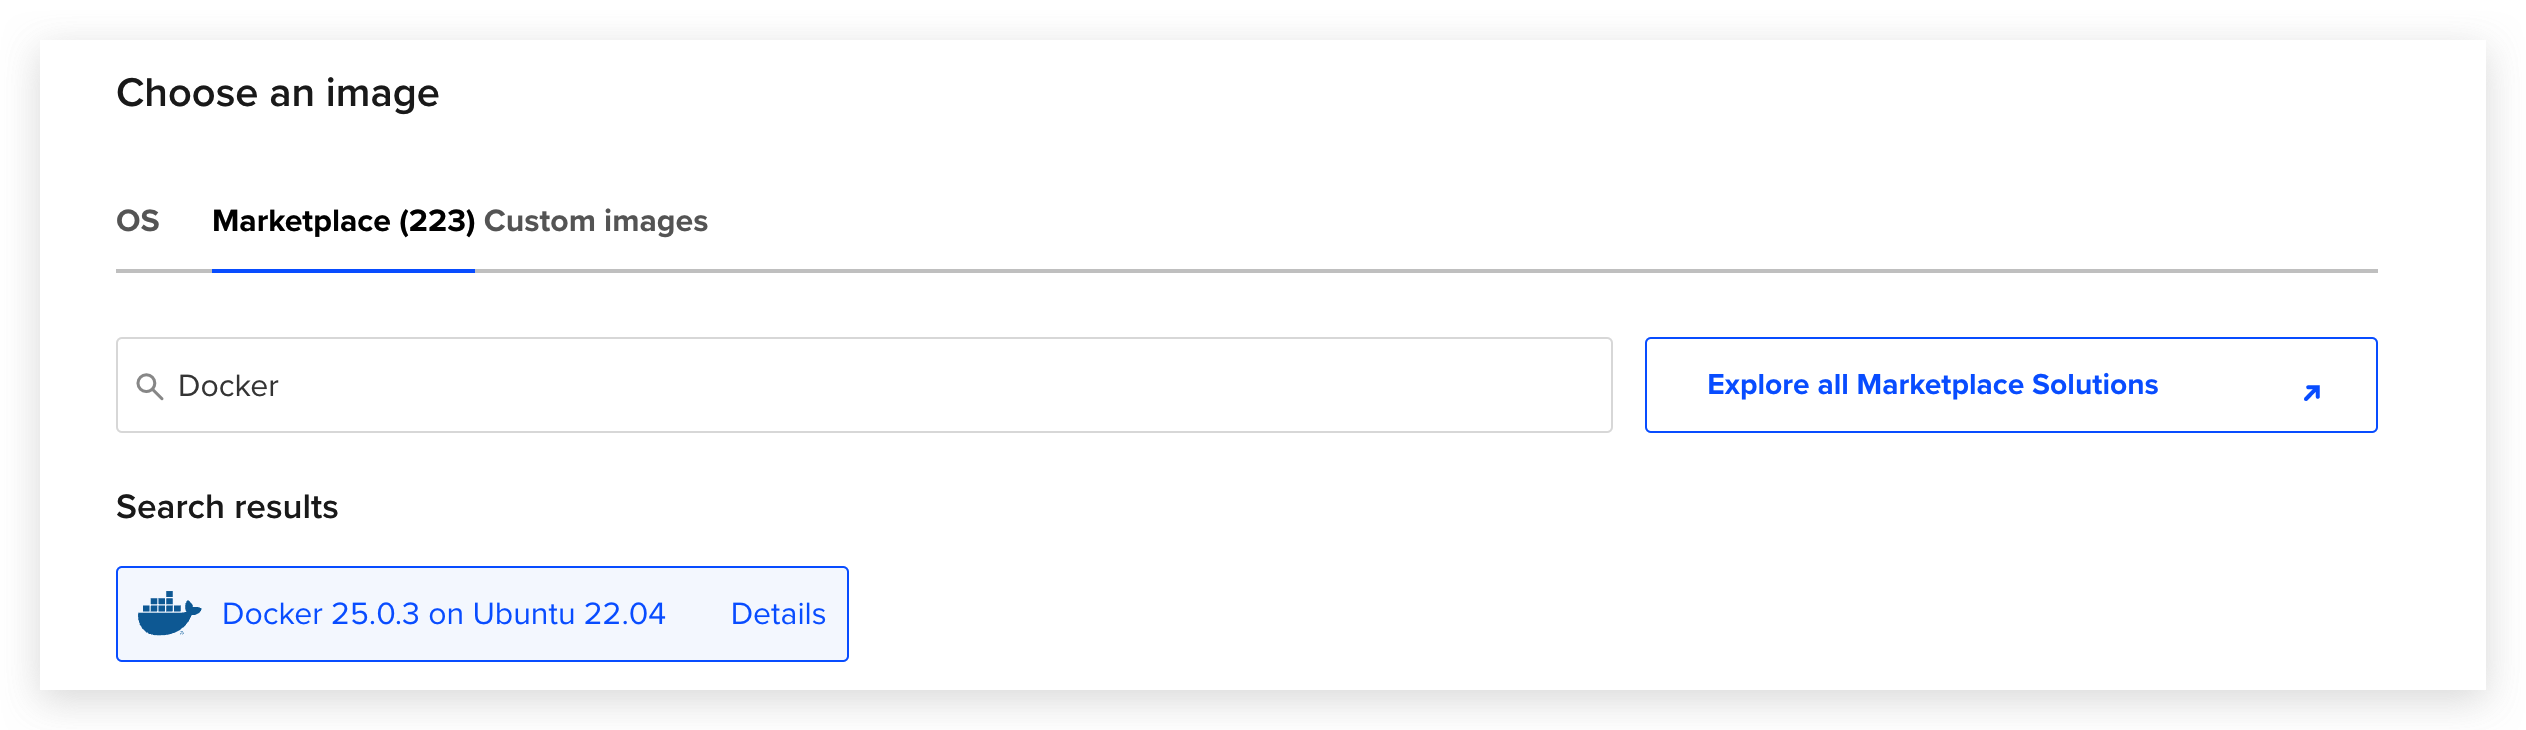 Choose an image
OS Marketplace (223) Custom images
Docker
Explore all Marketplace Solutions
Search results
Docker 25.0.3 on Ubuntu 22.04 Details